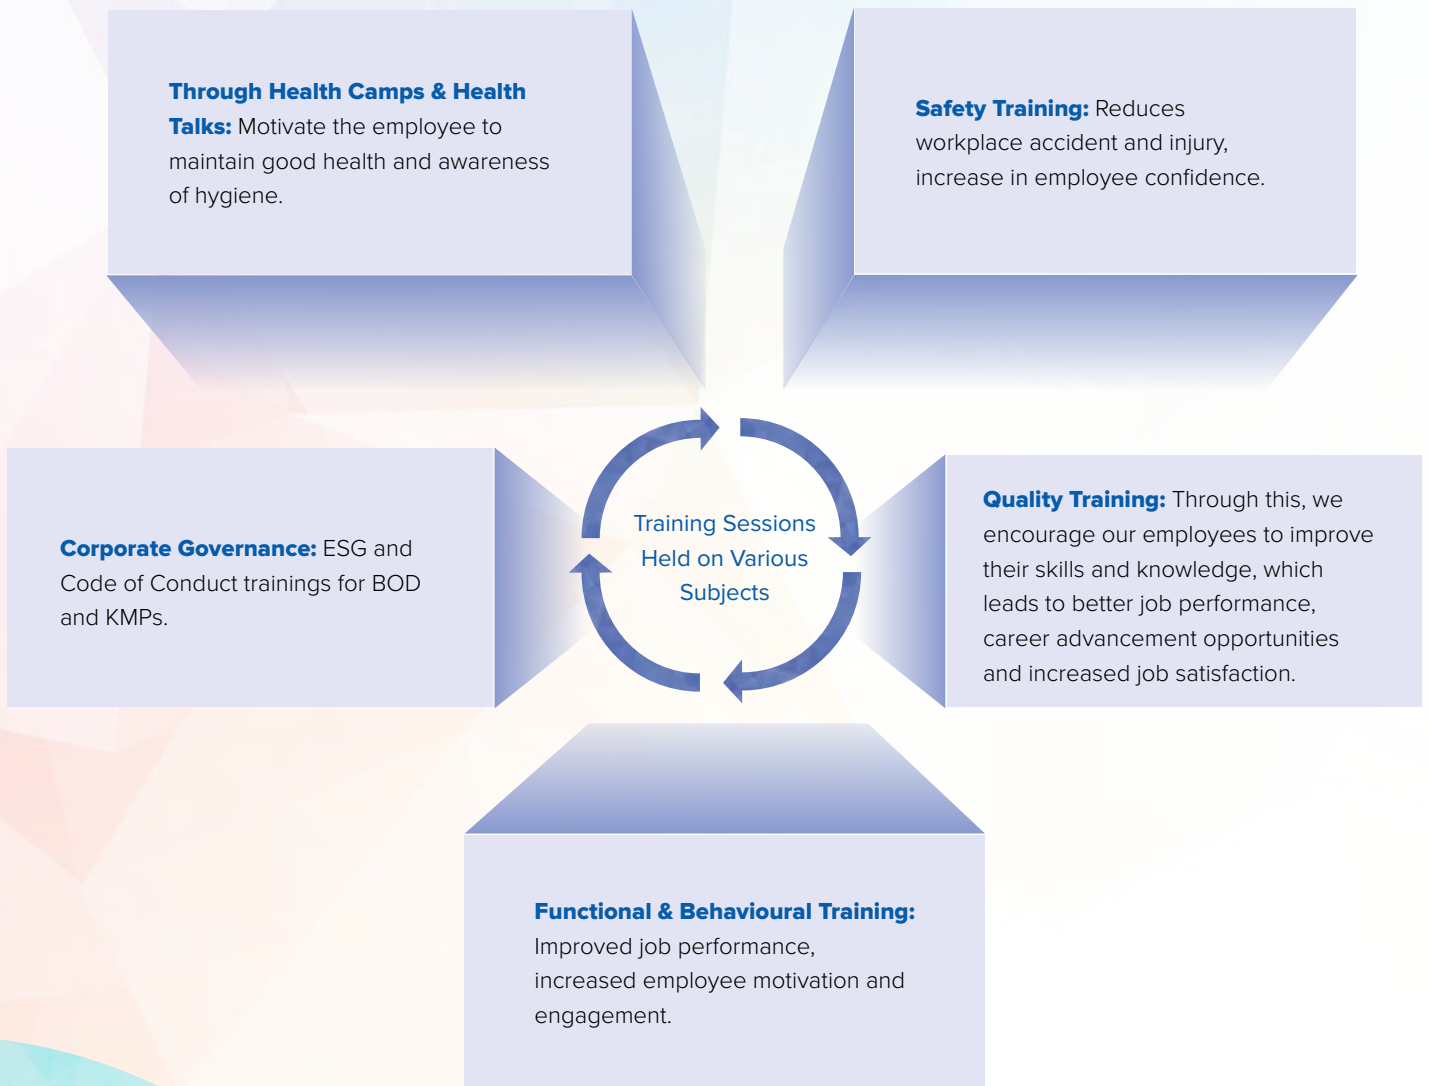 Through Health Camps & Health
Talks: Motivate the employee to
maintain good health and awareness
of hygiene.
Safety Training: Reduces
workplace accident and injury,
increase in employee confidence.
Corporate Governance: ESG and
Code of Conduct trainings for BOD
and KMPs.
Training Sessions
Held on Various
Subjects
Quality Training: Through this, we
encourage our employees to improve
their skills and knowledge, which
leads to better job performance,
career advancement opportunities
and increased job satisfaction.
Functional & Behavioural Training:
Improved job performance,
increased employee motivation and
engagement.